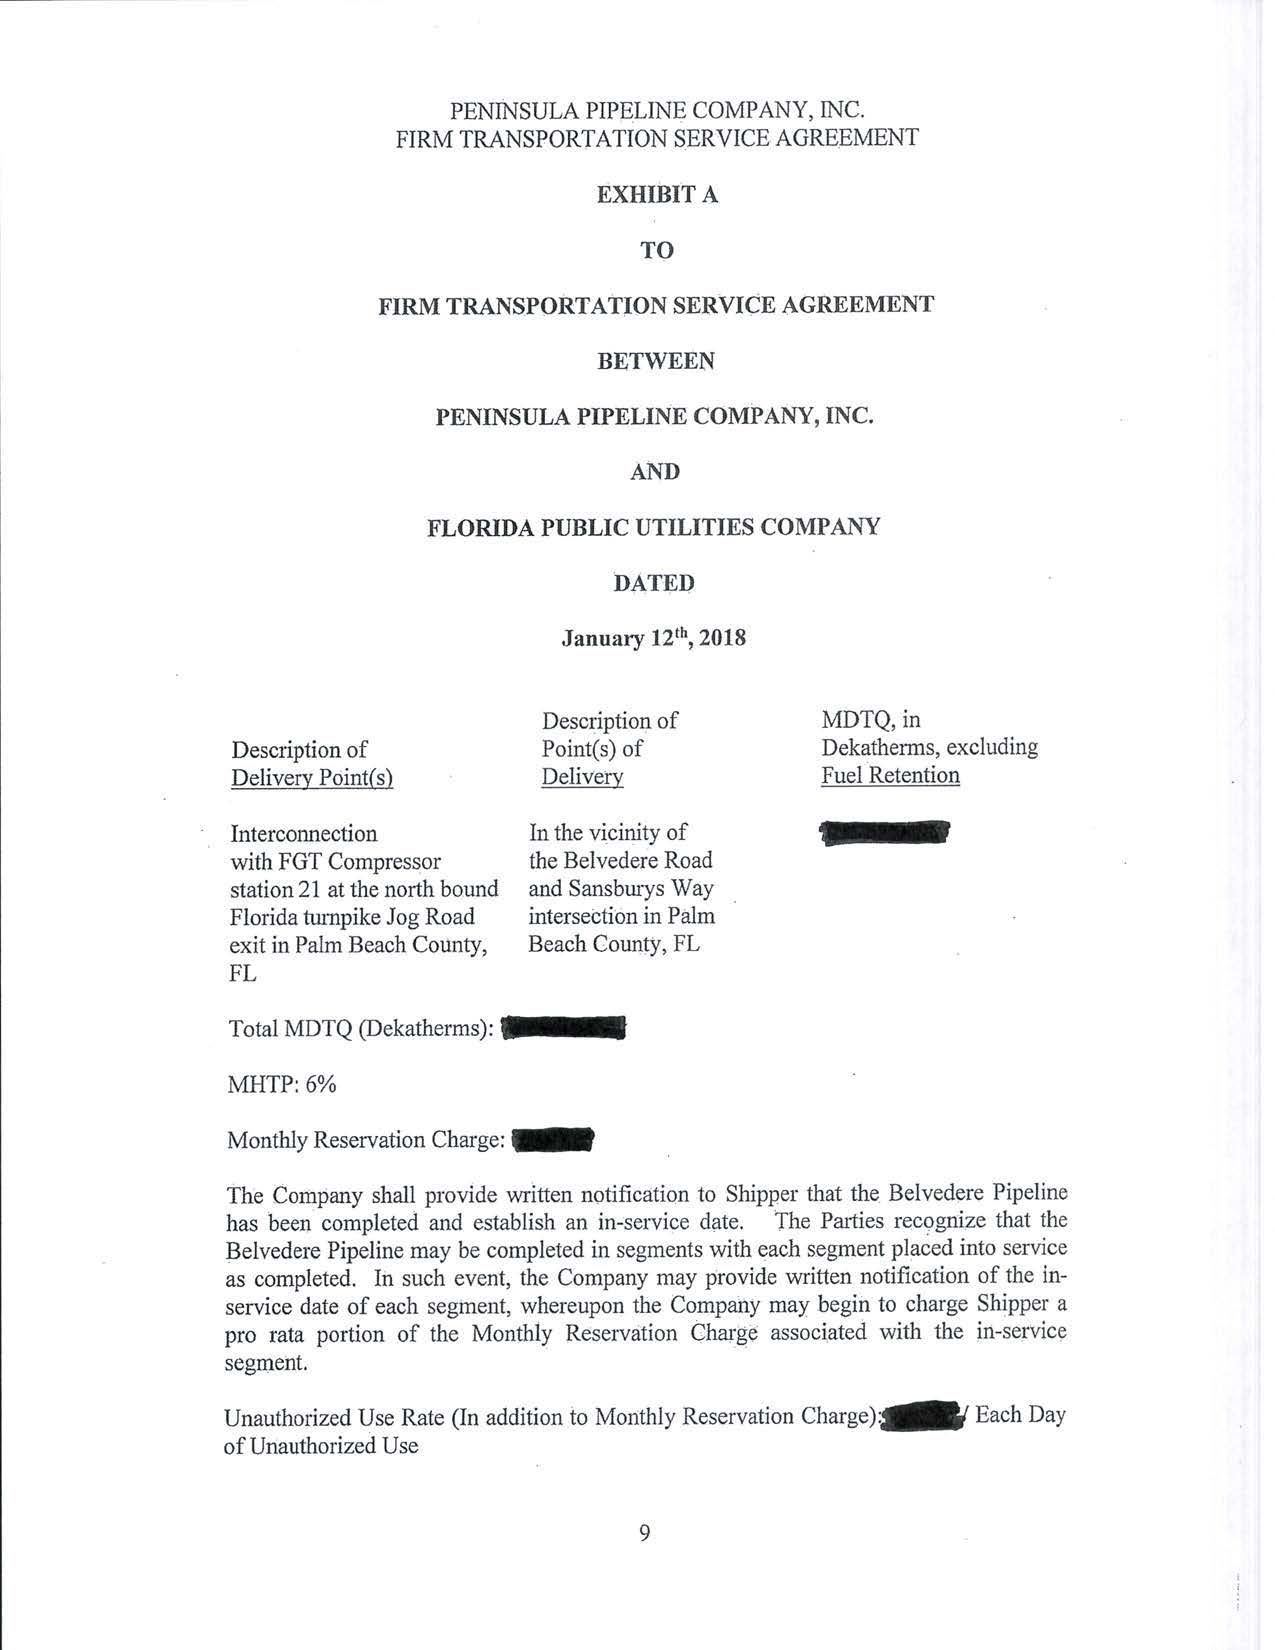 PENINSULA PIPELINE COMPANY, INC.
FIRM TRANSPORTATION SERVICE AGREEMENT
EXHIBIT A
TO
FIRM TRANSPORTATION SERVICE AGREEMENT
BETWEEN
PENINSULA PIPELINE COMPANY, INC.
AND
FLORIDA PUBLIC UTILITIES COMPANY
DATED
January 12th, 2018
Description of
Delivery Point(s)
Description of
Point(s) of
Delivery
MDTQ, in
Dekatherms, excluding
Fuel Retention
Interconnection
with FGT Compressor
station 21 at the north bound
Florida turnpike Jog Road
exit in Palm Beach County,
FL
In the vicinity of
the Belvedere Road
and Sansburys Way
intersection in Palm
Beach County, FL
Total MDTQ (Dekatherms):
MHTP: 6%
Monthly Reservation Charge:
The Company shall provide written notification to Shipper that the Belvedere Pipeline
has been completed and establish an in-service date. The Parties recognize that the
Belvedere Pipeline may be completed in segments with each segment placed into service
as completed. In such event, the Company may provide written notification of the in-
service date of each segment, whereupon the Company may begin to charge Shipper a
pro rata portion of the Monthly Reservation Charge associated with the in-service
segment.
Unauthorized Use Rate (In addition to Monthly Reservation Charge): / Each Day
of Unauthorized Use
9